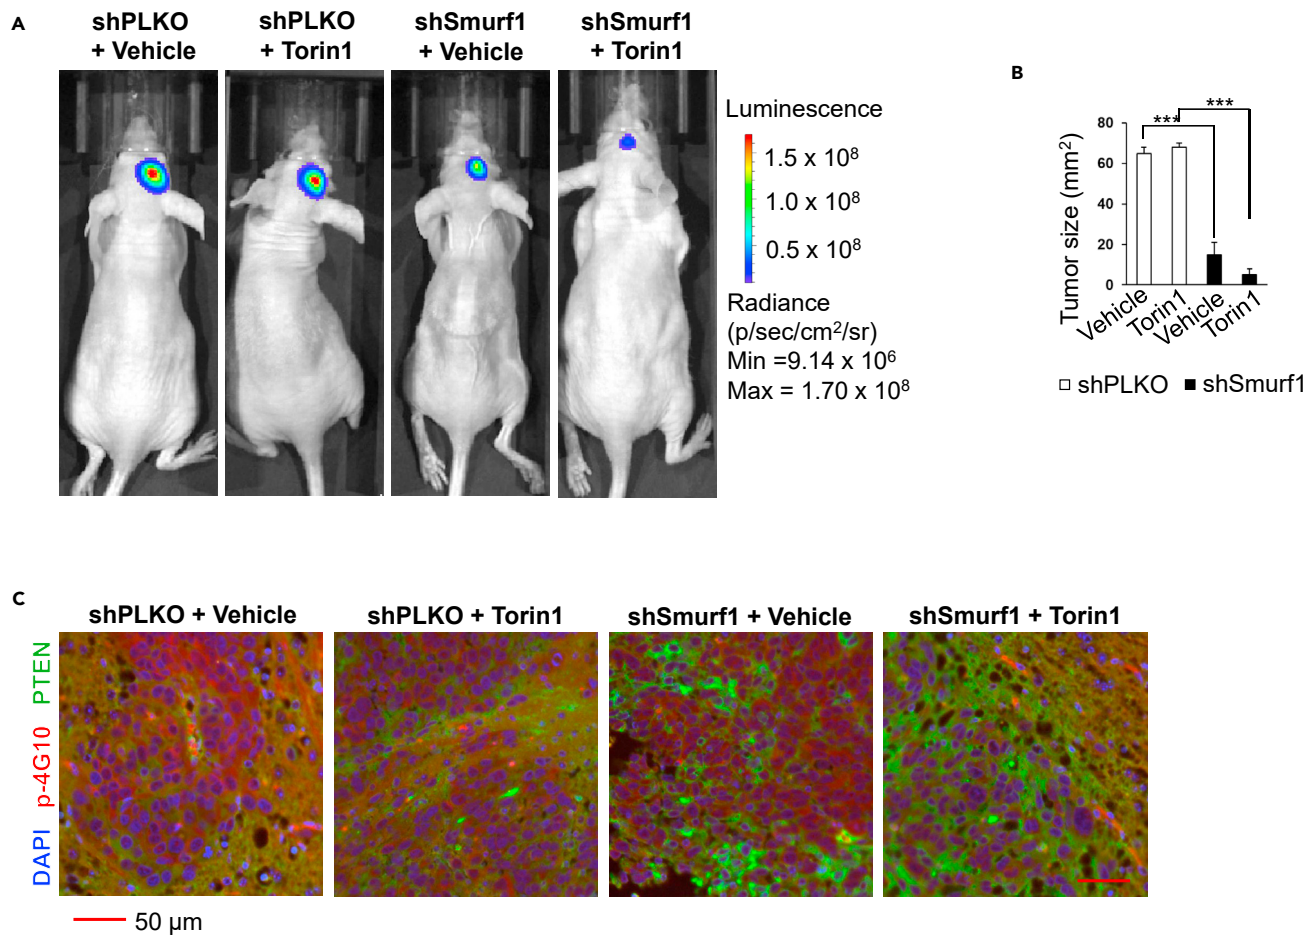 A
shPLKO + Vehicle
shPLKO + Torin1
shSmurf1 + Vehicle
shSmurf1 + Torin1
Luminescence
1.5 x 10⁸
1.0 x 10⁸
0.5 x 10⁸
Radiance
(p/sec/cm²/sr)
Min =9.14 x 10⁶
Max = 1.70 x 10⁸
B
***
***
Tumor size (mm²)
80
60
40
20
0
Vehicle
Torin1
Vehicle
Torin1
shPLKO
shSmurf1
C
shPLKO + Vehicle
shPLKO + Torin1
shSmurf1 + Vehicle
shSmurf1 + Torin1
DAPI p-4G10 PTEN
50 µm